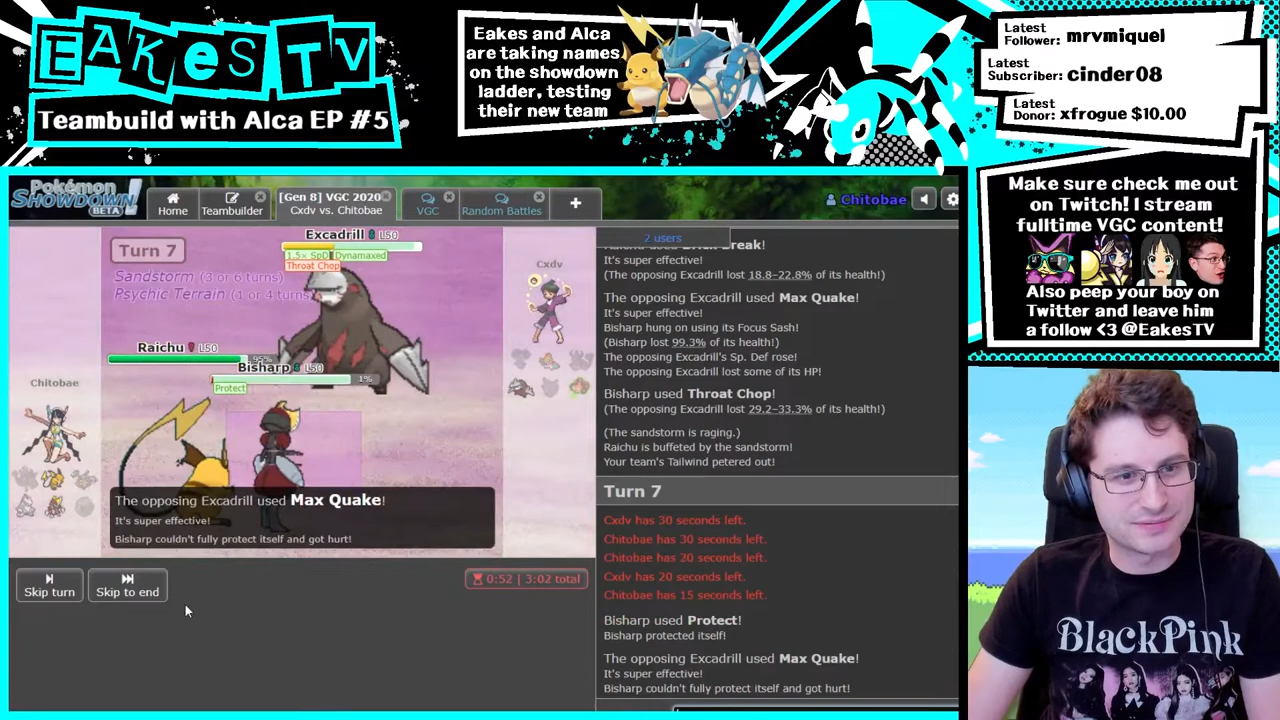 EAKeS TV
Teambuild with Alca EP #5
Eakes and Alca
are taking names
on the showdown
ladder, testing
their new team
Latest
Follower: mrvmiquel
Latest
Subscriber: cinder08
Latest
Donor: xfrogue $10.00
Make sure check me out
on Twitch! I stream
fulltime VGC content!
Also peep your boy on
Twitter and leave him
a follow <3 @EakesTV
Pokémon
SHOWDOWN!
BETA
Home
Teambuilder
[Gen 8] VGC 2020
Cxdv vs. Chitobae
VGC
Random Battles
Chitobae
Turn 7
Sandstorm (3 or 6 turns)
Psychic Terrain (1 or 4 turns)
Excadrill L50
1.5× SpD Dynamaxed
Throat Chop
Cxdv
Raichu L50
95%
Bisharp L50
1%
Protect
Chitobae
The opposing Excadrill used Max Quake!
It's super effective!
Bisharp couldn't fully protect itself and got hurt!
Skip turn
Skip to end
0:52 | 3:02 total
2 users
Raichu used Brick Break!
It's super effective!
(The opposing Excadrill lost 18.8–22.8% of its health!)
The opposing Excadrill used Max Quake!
It's super effective!
Bisharp hung on using its Focus Sash!
(Bisharp lost 99.3% of its health!)
The opposing Excadrill's Sp. Def rose!
The opposing Excadrill lost some of its HP!
Bisharp used Throat Chop!
(The opposing Excadrill lost 29.2–33.3% of its health!)
(The sandstorm is raging.)
Raichu is buffeted by the sandstorm!
Your team's Tailwind petered out!
Turn 7
Cxdv has 30 seconds left.
Chitobae has 30 seconds left.
Chitobae has 20 seconds left.
Cxdv has 20 seconds left.
Chitobae has 15 seconds left.
Bisharp used Protect!
Bisharp protected itself!
The opposing Excadrill used Max Quake!
It's super effective!
Bisharp couldn't fully protect itself and got hurt!
BLACKPINK